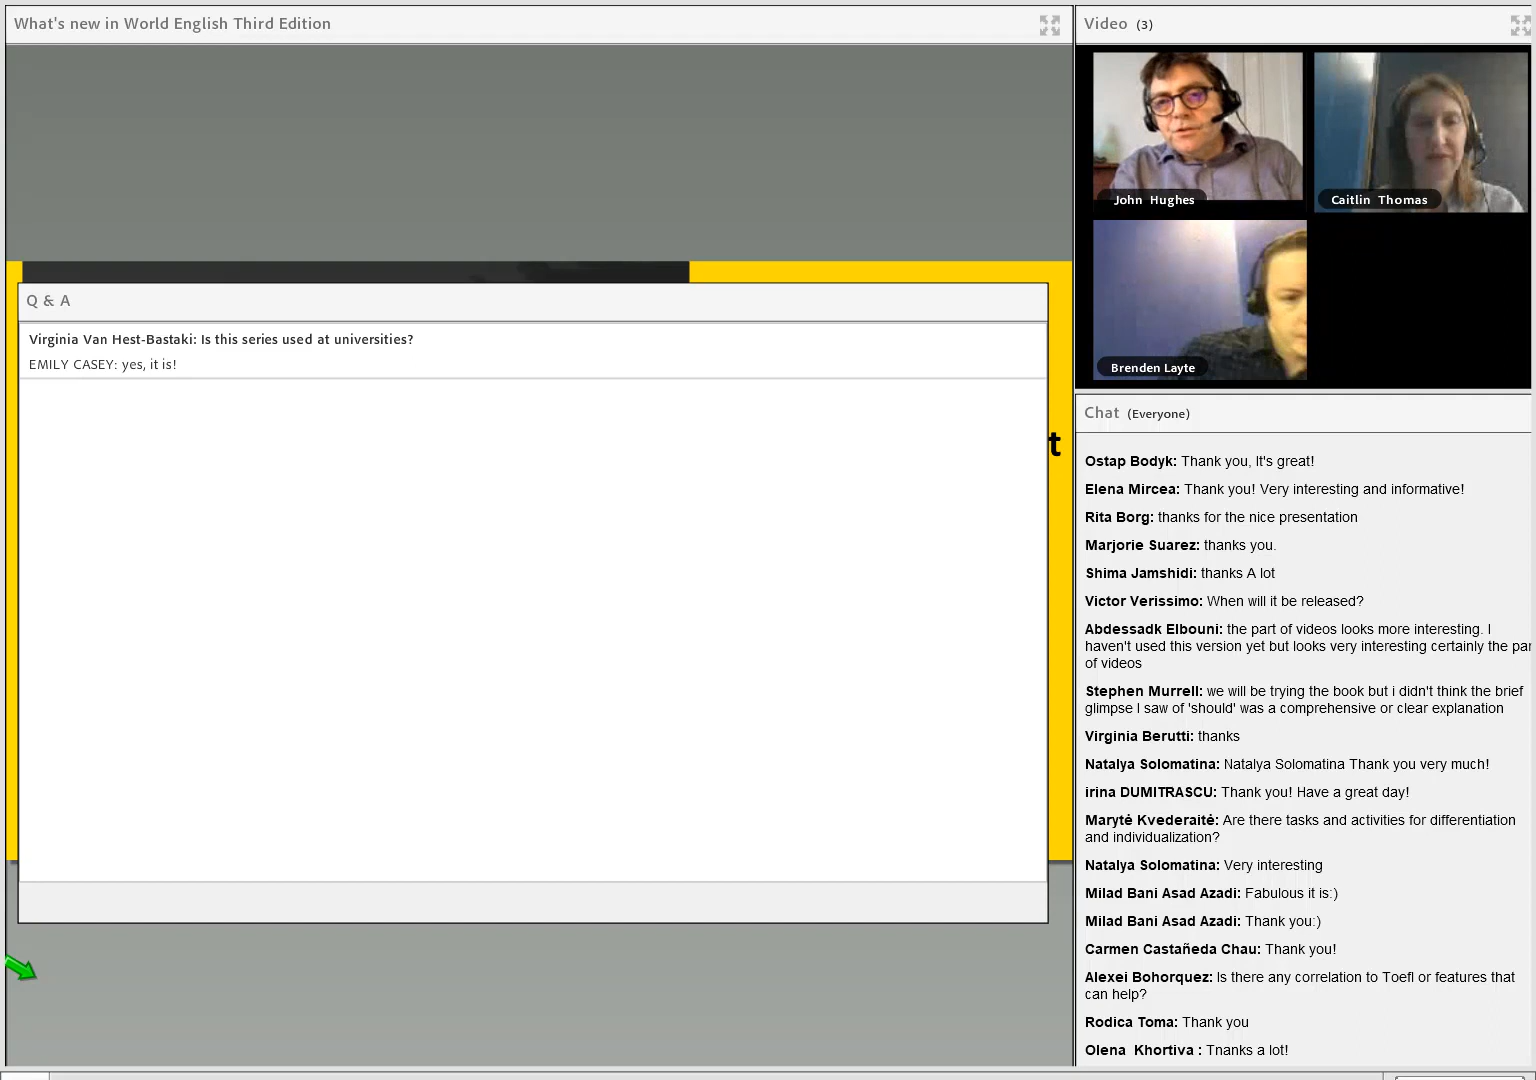 What's new in World English Third Edition
Q & A
Virginia Van Hest-Bastaki: Is this series used at universities?
EMILY CASEY: yes, it is!
t
Video (3)
John Hughes
Caitlin Thomas
Brenden Layte
Chat (Everyone)
Ostap Bodyk: Thank you, It's great!
Elena Mircea: Thank you! Very interesting and informative!
Rita Borg: thanks for the nice presentation
Marjorie Suarez: thanks you.
Shima Jamshidi: thanks A lot
Victor Verissimo: When will it be released?
Abdessadk Elbouni: the part of videos looks more interesting. I
haven't used this version yet but looks very interesting certainly the par
of videos
Stephen Murrell: we will be trying the book but i didn't think the brief
glimpse I saw of 'should' was a comprehensive or clear explanation
Virginia Berutti: thanks
Natalya Solomatina: Natalya Solomatina Thank you very much!
irina DUMITRASCU: Thank you! Have a great day!
Marytė Kvederaitė: Are there tasks and activities for differentiation
and individualization?
Natalya Solomatina: Very interesting
Milad Bani Asad Azadi: Fabulous it is:)
Milad Bani Asad Azadi: Thank you:)
Carmen Castañeda Chau: Thank you!
Alexei Bohorquez: Is there any correlation to Toefl or features that
can help?
Rodica Toma: Thank you
Olena Khortiva : Tnanks a lot!